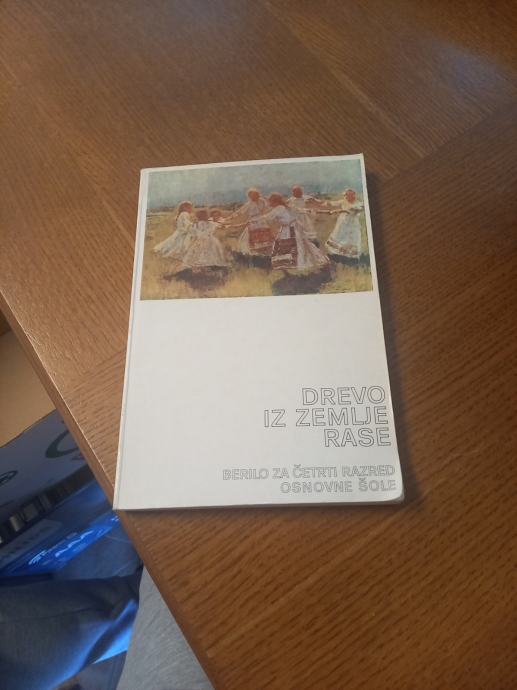 DREVO
IZ ZEMLJE
RASE
BERILO ZA ČETRTI RAZRED
OSNOVNE ŠOLE